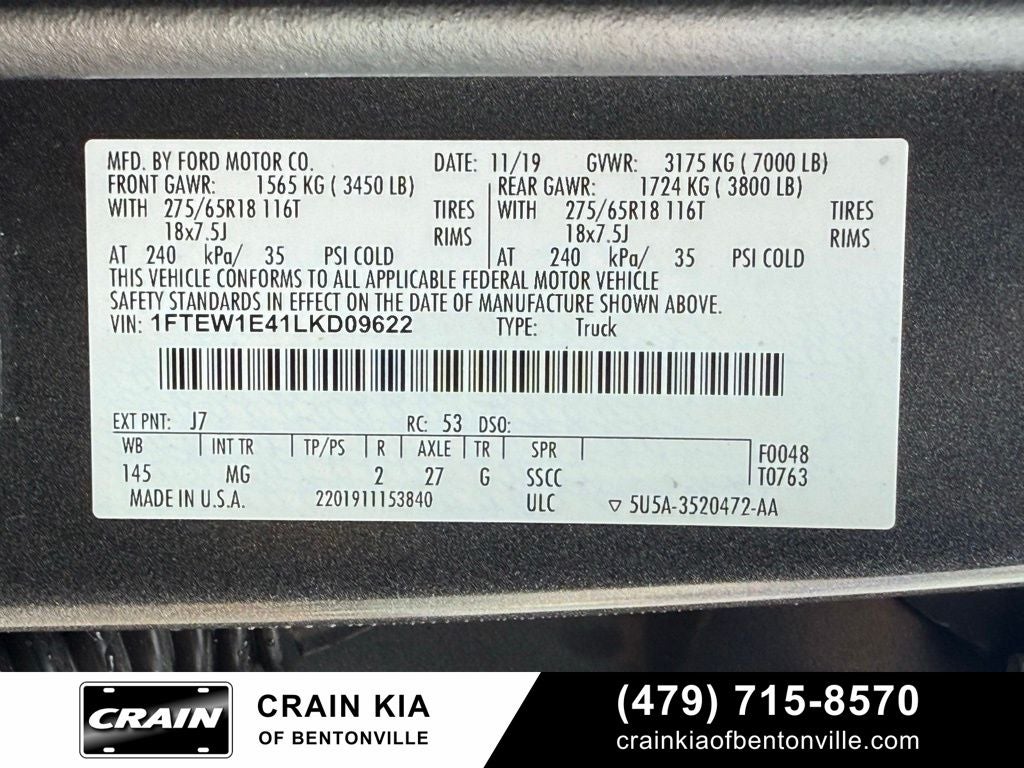 MFD. BY FORD MOTOR CO. DATE: 11/19 GVWR: 3175 KG ( 7000 LB)
FRONT GAWR: 1565 KG ( 3450 LB) REAR GAWR: 1724 KG ( 3800 LB)
WITH 275/65R18 116T TIRES WITH 275/65R18 116T TIRES
18x7.5J RIMS 18x7.5J RIMS
AT 240 kPa/ 35 PSI COLD AT 240 kPa/ 35 PSI COLD
THIS VEHICLE CONFORMS TO ALL APPLICABLE FEDERAL MOTOR VEHICLE
SAFETY STANDARDS IN EFFECT ON THE DATE OF MANUFACTURE SHOWN ABOVE.
VIN: 1FTEW1E41LKD09622 TYPE: Truck
EXT PNT: J7 RC: 53 DSO:
WB INT TR TP/PS R AXLE TR SPR F0048
145 MG 2 27 G SSCC T0763
MADE IN U.S.A. 2201911153840 ULC ▽ 5U5A-3520472-AA
CRAIN
CRAIN KIA
OF BENTONVILLE
(479) 715-8570
crainkiaofbentonville.com